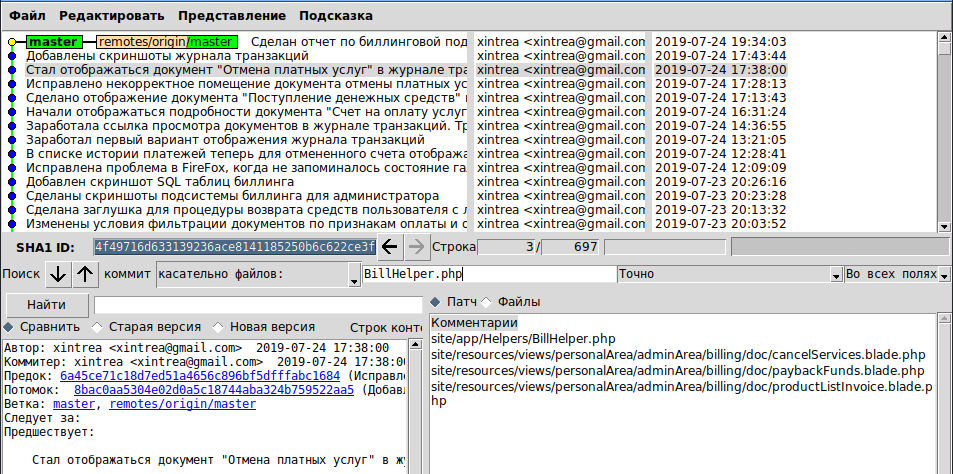 Файл Редактировать Представление Подсказка
master remotes/origin/master Сделан отчет по биллинговой под xintrea <xintrea@gmail.com 2019-07-24 19:34:03
Добавлены скриншоты журнала транзакций xintrea <xintrea@gmail.com 2019-07-24 17:43:44
Стал отображаться документ "Отмена платных услуг" в журнале тра xintrea <xintrea@gmail.com 2019-07-24 17:38:00
Исправлено некорректное помещение документа отмены платных ус xintrea <xintrea@gmail.com 2019-07-24 17:28:13
Сделано отображение документа "Поступление денежных средств" xintrea <xintrea@gmail.com 2019-07-24 17:13:43
Начали отображаться подробности документа "Счет на оплату услуг xintrea <xintrea@gmail.com 2019-07-24 16:31:24
Заработала ссылка просмотра документов в журнале транзакций. Тр xintrea <xintrea@gmail.com 2019-07-24 14:36:55
Заработал первый вариант отображения журнала транзакций xintrea <xintrea@gmail.com 2019-07-24 13:21:05
В списке истории платежей теперь для отмененного счета отобража xintrea <xintrea@gmail.com 2019-07-24 12:28:41
Исправлена проблема в FireFox, когда не запоминалось состояние га xintrea <xintrea@gmail.com 2019-07-24 12:09:09
Добавлен скриншот SQL таблиц биллинга xintrea <xintrea@gmail.com 2019-07-23 20:26:16
Сделаны скриншоты подсистемы биллинга для администратора xintrea <xintrea@gmail.com 2019-07-23 20:23:28
Сделана заглушка для процедуры возврата средств пользователя с л xintrea <xintrea@gmail.com 2019-07-23 20:13:32
Изменены условия фильтрации документов по признакам оплаты и о xintrea <xintrea@gmail.com 2019-07-23 20:03:52
SHA1 ID: 4f49716d633139236ace8141185250b6c622ce3f Строка 3 / 697
Поиск коммит касательно файлов: BillHelper.php Точно Во всех полях
Найти
Патч Файлы
Сравнить Старая версия Новая версия Строк конте
Автор: xintrea <xintrea@gmail.com> 2019-07-24 17:38:00
Коммитер: xintrea <xintrea@gmail.com> 2019-07-24 17:38:00
Предок: 6a45ce71c18d7ed51a4656c896bf5dfffabc1684 (Исправле
Потомок: 8bac0aa5304e02d0a5c18744aba324b759522aa5 (Добавл
Ветка: master, remotes/origin/master
Следует за:
Предшествует:
Стал отображаться документ "Отмена платных услуг" в жу
Комментарии
site/app/Helpers/BillHelper.php
site/resources/views/personalArea/adminArea/billing/doc/cancelServices.blade.php
site/resources/views/personalArea/adminArea/billing/doc/paybackFunds.blade.php
site/resources/views/personalArea/adminArea/billing/doc/productListInvoice.blade.p
hp